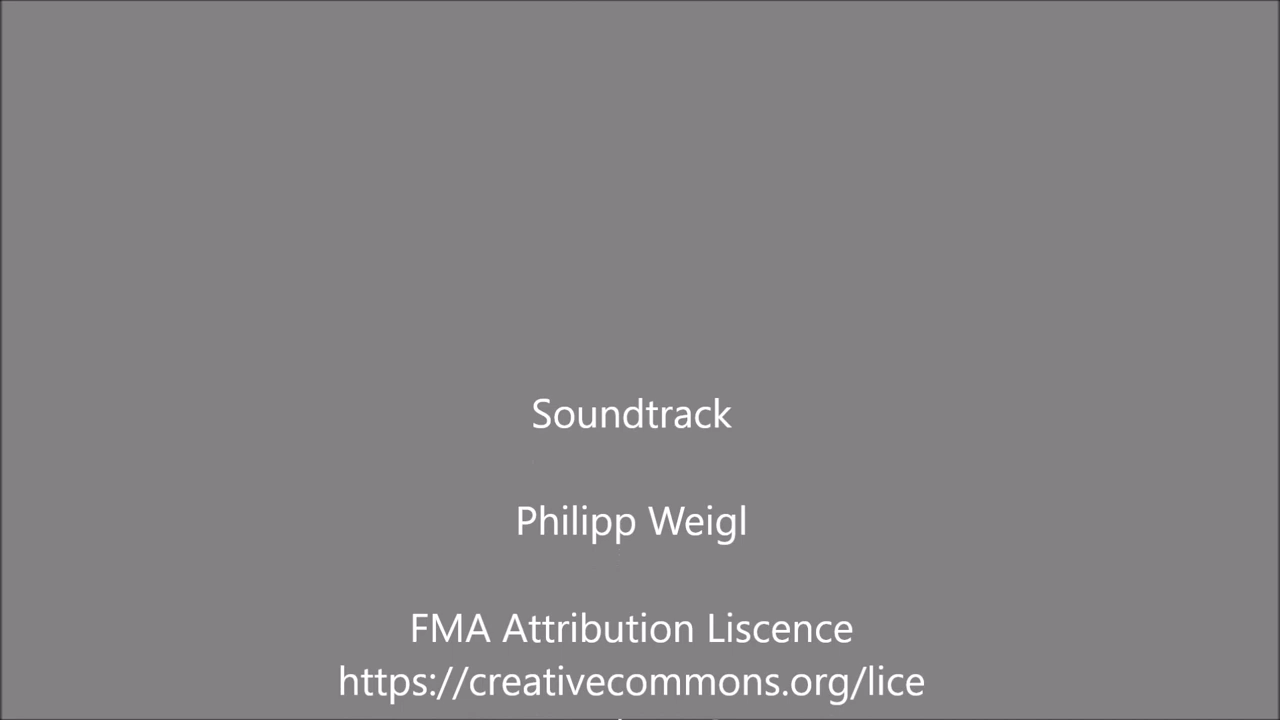 Soundtrack
Philipp Weigl
FMA Attribution Liscence
https://creativecommons.org/lice